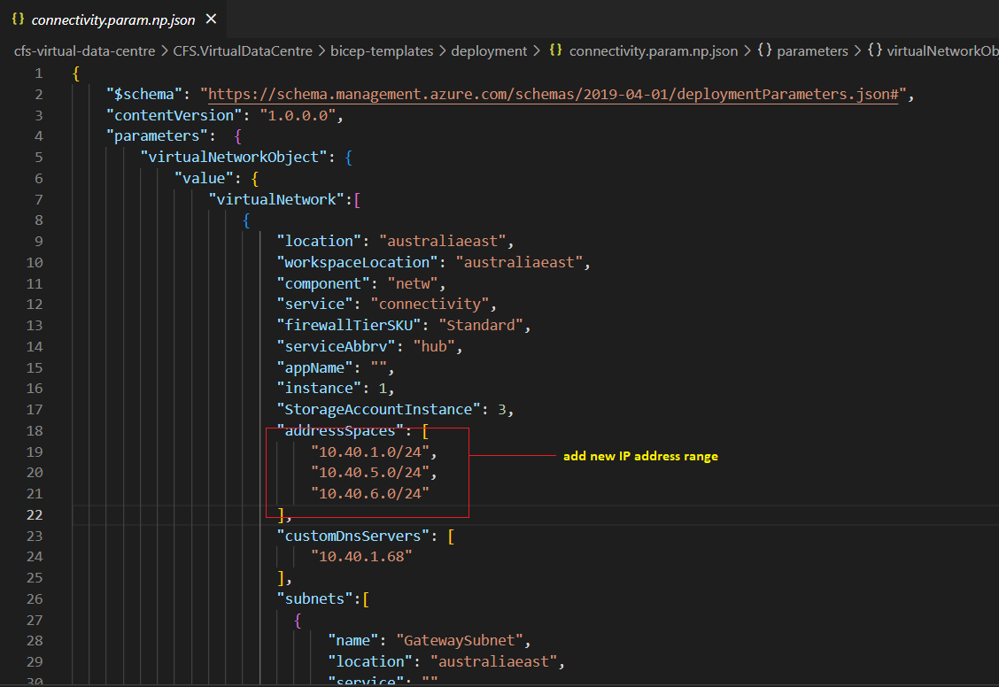 {} connectivity.param.np.json ×
cfs-virtual-data-centre > CFS.VirtualDataCentre > bicep-templates > deployment > {} connectivity.param.np.json > {} parameters > {} virtualNetworkOb
1 {
2 "$schema": "https://schema.management.azure.com/schemas/2019-04-01/deploymentParameters.json#",
3 "contentVersion": "1.0.0.0",
4 "parameters":  {
5 "virtualNetworkObject": {
6 "value": {
7 "virtualNetwork":[
8 {
9 "location": "australiaeast",
10 "workspaceLocation": "australiaeast",
11 "component": "netw",
12 "service": "connectivity",
13 "firewallTierSKU": "Standard",
14 "serviceAbbrv": "hub",
15 "appName": "",
16 "instance": 1,
17 "StorageAccountInstance": 3,
18 "addressSpaces": [
19 "10.40.1.0/24",
add new IP address range
20 "10.40.5.0/24",
21 "10.40.6.0/24"
22 ],
23 "customDnsServers": [
24 "10.40.1.68"
25 ],
26 "subnets":[
27 {
28 "name": "GatewaySubnet",
29 "location": "australiaeast",
30 "service": ""